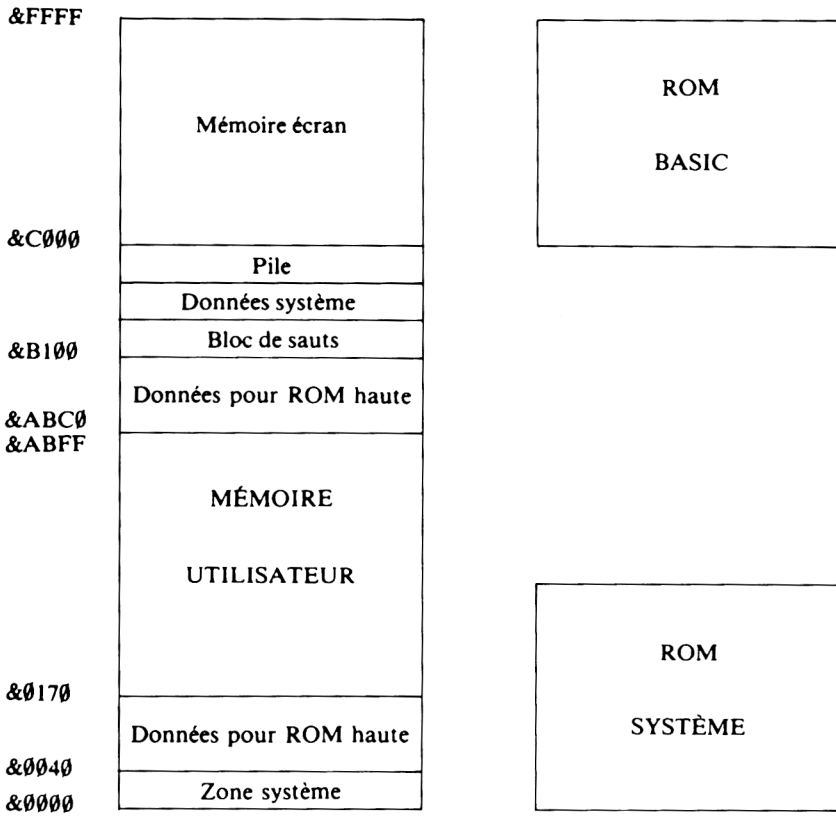 &FFFF
Mémoire écran
&C000
Pile
Données système
Bloc de sauts
&B100
Données pour ROM haute
&ABC0
&ABFF
MÉMOIRE
UTILISATEUR
&0170
Données pour ROM haute
&0040
Zone système
&0000
ROM
BASIC
ROM
SYSTÈME